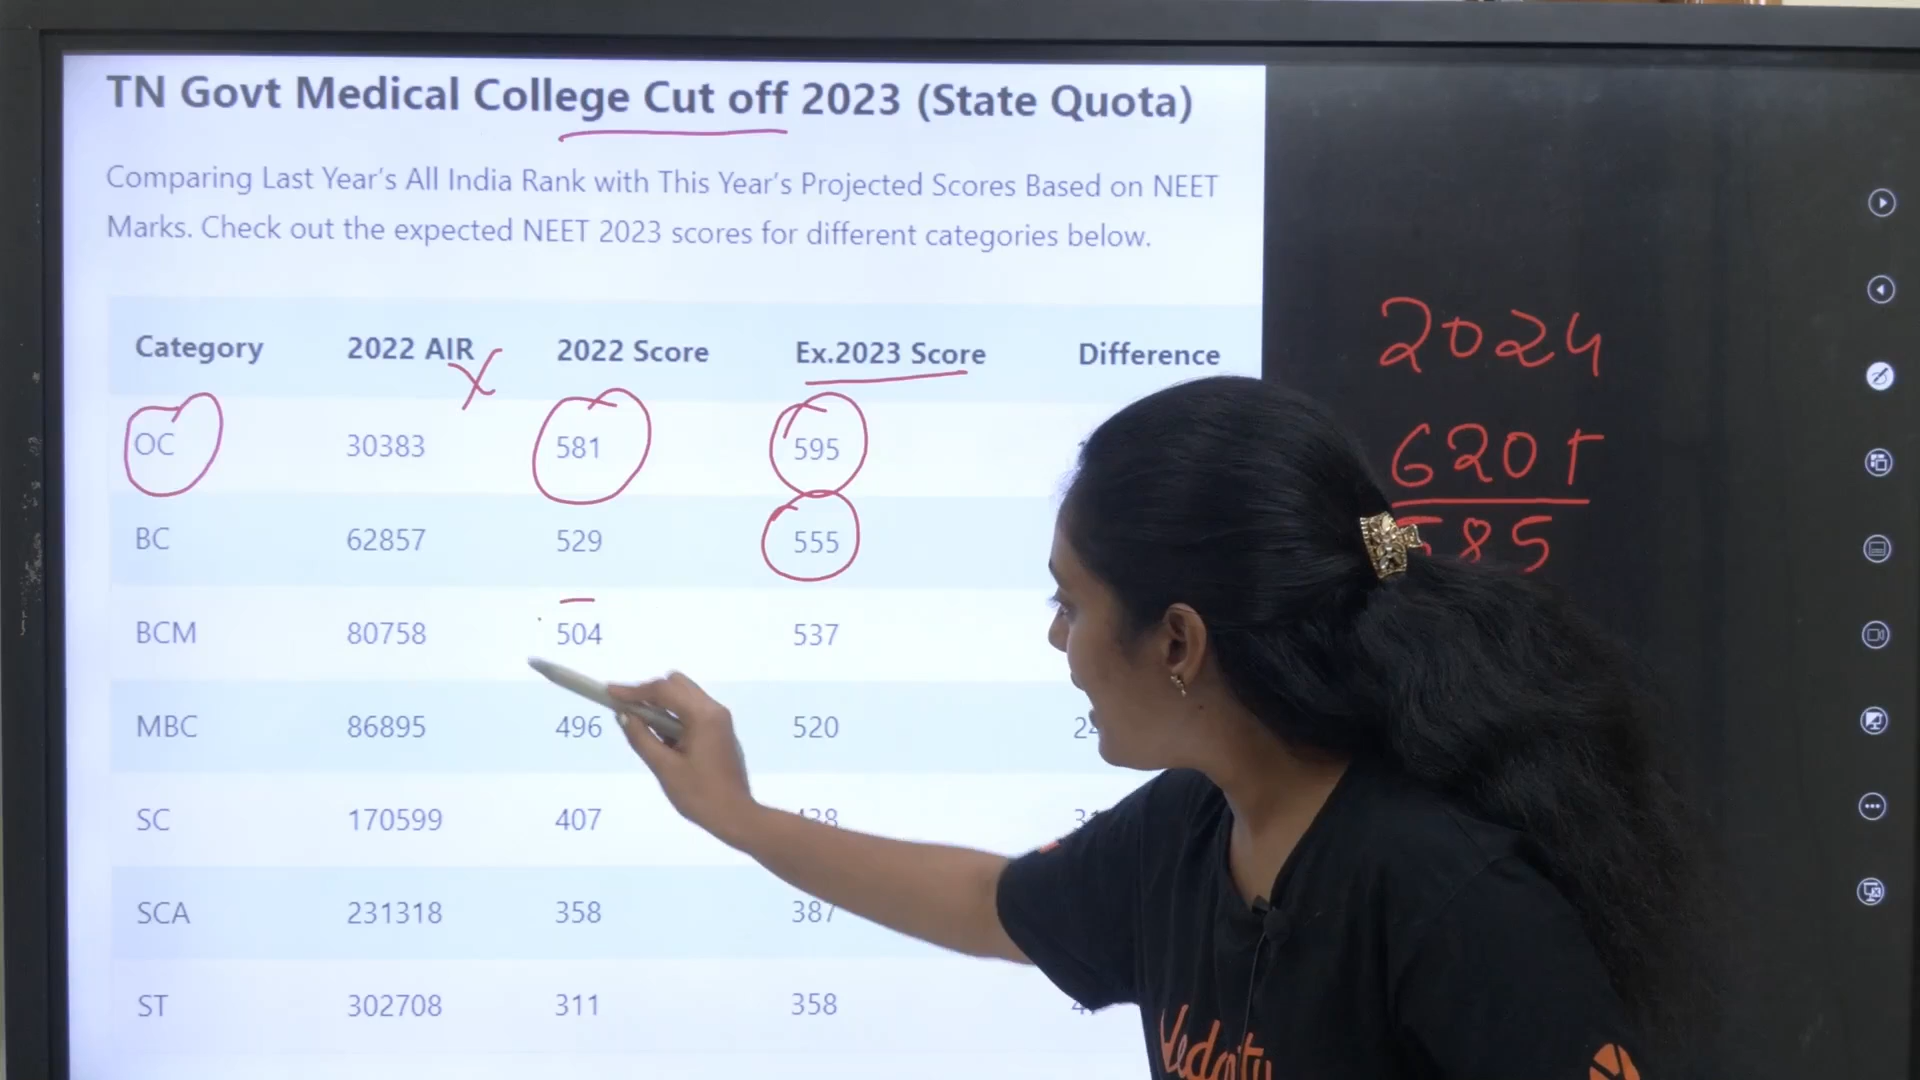 TN Govt Medical College Cut off 2023 (State Quota)
Comparing Last Year's All India Rank with This Year's Projected Scores Based on NEET
Marks. Check out the expected NEET 2023 scores for different categories below.
Category 2022 AIR 2022 Score Ex.2023 Score Difference
OC 30383 581 595
BC 62857 529 555
BCM 80758 504 537
MBC 86895 496 520
SC 170599 407
SCA 231318 358 387
ST 302708 311 358
2024
620+
585
Vedantu